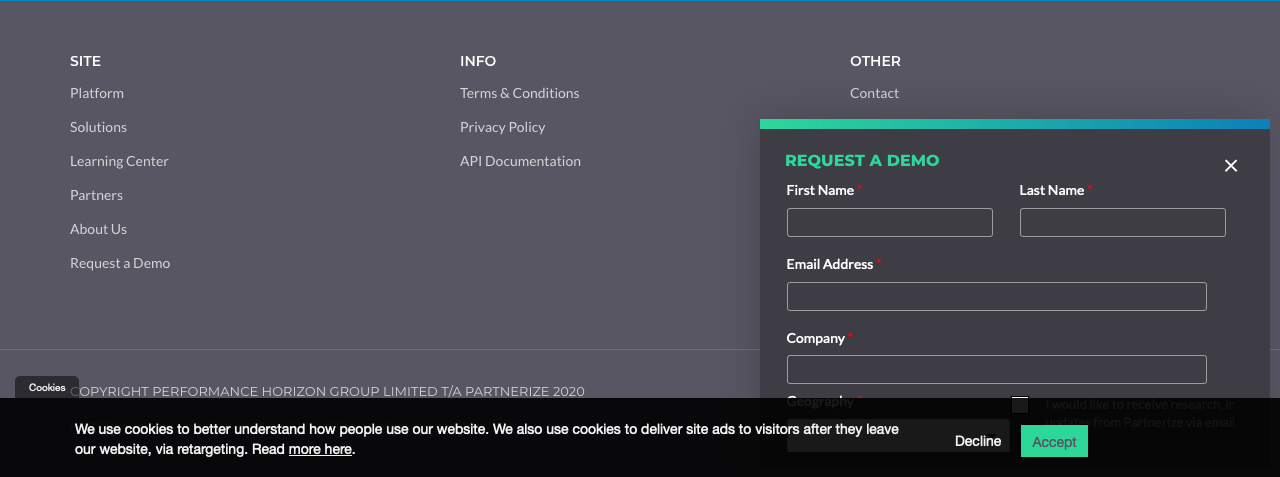 SITE
Platform
Solutions
Learning Center
Partners
About Us
Request a Demo
INFO
Terms & Conditions
Privacy Policy
API Documentation
OTHER
Contact
REQUEST A DEMO
First Name *
Last Name *
Email Address *
Company *
Geography *
I would like to receive research, ir
updates from Partnerize via email
COPYRIGHT PERFORMANCE HORIZON GROUP LIMITED T/A PARTNERIZE 2020
Cookies
We use cookies to better understand how people use our website. We also use cookies to deliver site ads to visitors after they leave
our website, via retargeting. Read more here.
Decline
Accept